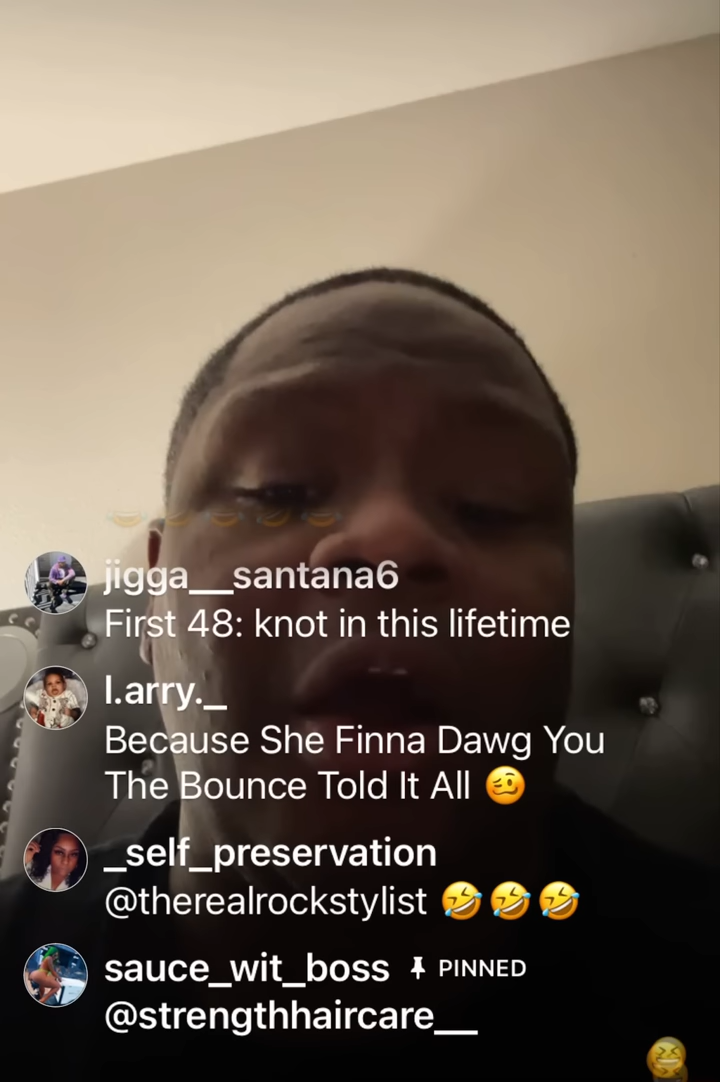 jigga__santana6
First 48: knot in this lifetime
l.arry._
Because She Finna Dawg You
The Bounce Told It All 🥴
_self_preservation
@therealrockstylist 🤣🤣🤣
sauce_wit_boss PINNED
@strengthhaircare__